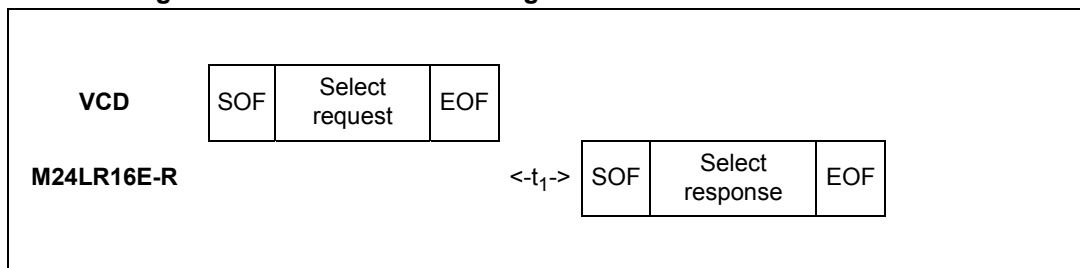 VCD SOF Select request EOF
M24LR16E-R <-t1-> SOF Select response EOF